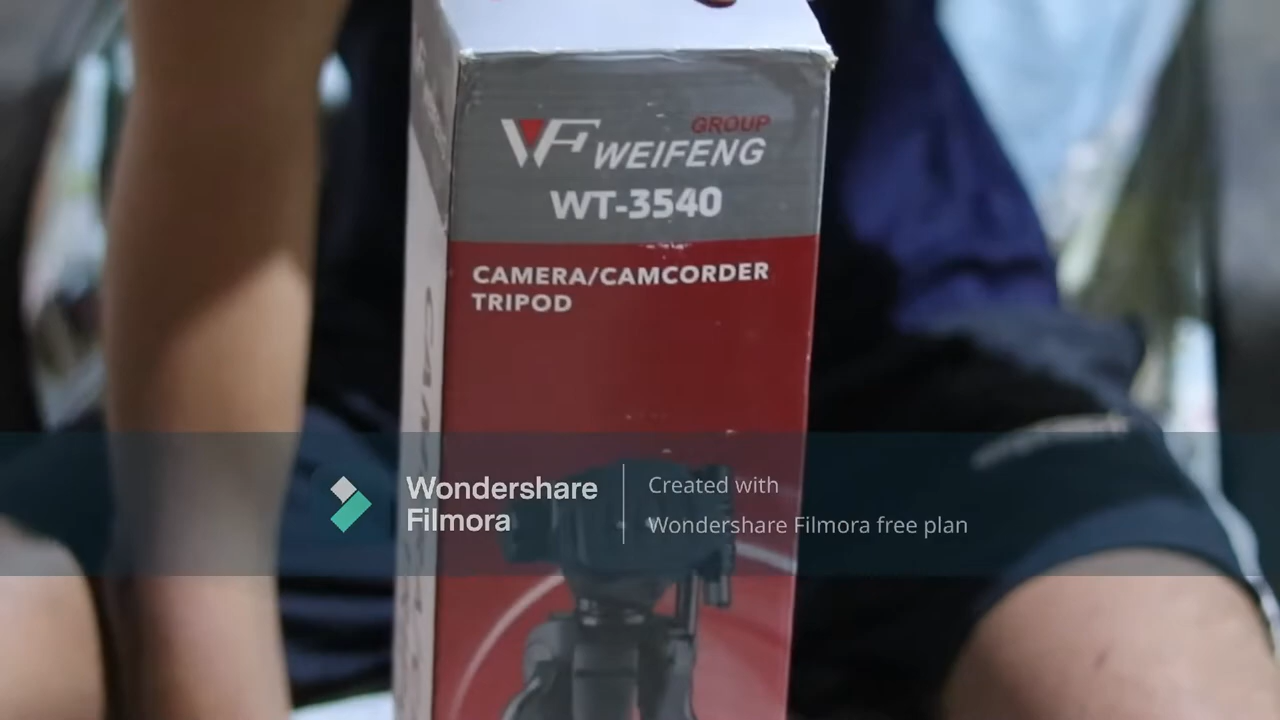 GROUP
WEIFENG
WT-3540
CAMERA/CAMCORDER
TRIPOD
Wondershare
Filmora
Created with
Wondershare Filmora free plan